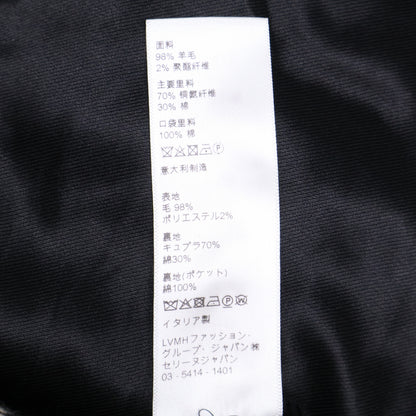 面料
98% 羊毛
2% 聚酯纤维
主要里料
70% 铜氨纤维
30% 棉
口袋里料
100% 棉
意大利制造
表地
毛 98%
ポリエステル2%
裏地
キュプラ70%
綿30%
裏地(ポケット)
綿100%
イタリア製
LVMHファッション・
グループ・ジャパン㈱
セリーヌジャパン
03 - 5414 - 1401